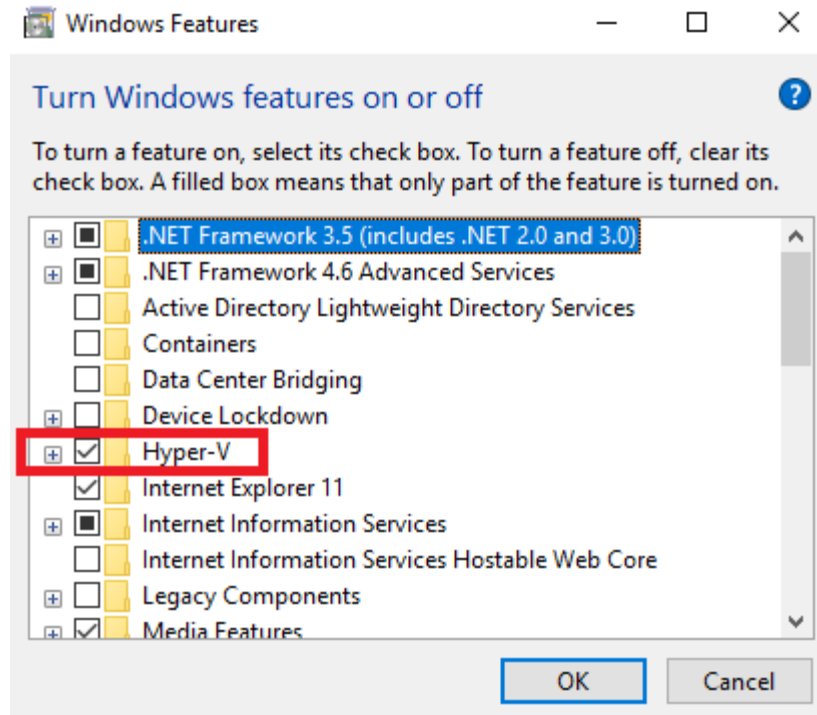 Windows Features
Turn Windows features on or off
To turn a feature on, select its check box. To turn a feature off, clear its
check box. A filled box means that only part of the feature is turned on.
.NET Framework 3.5 (includes .NET 2.0 and 3.0)
.NET Framework 4.6 Advanced Services
Active Directory Lightweight Directory Services
Containers
Data Center Bridging
Device Lockdown
Hyper-V
Internet Explorer 11
Internet Information Services
Internet Information Services Hostable Web Core
Legacy Components
Media Features
OK
Cancel